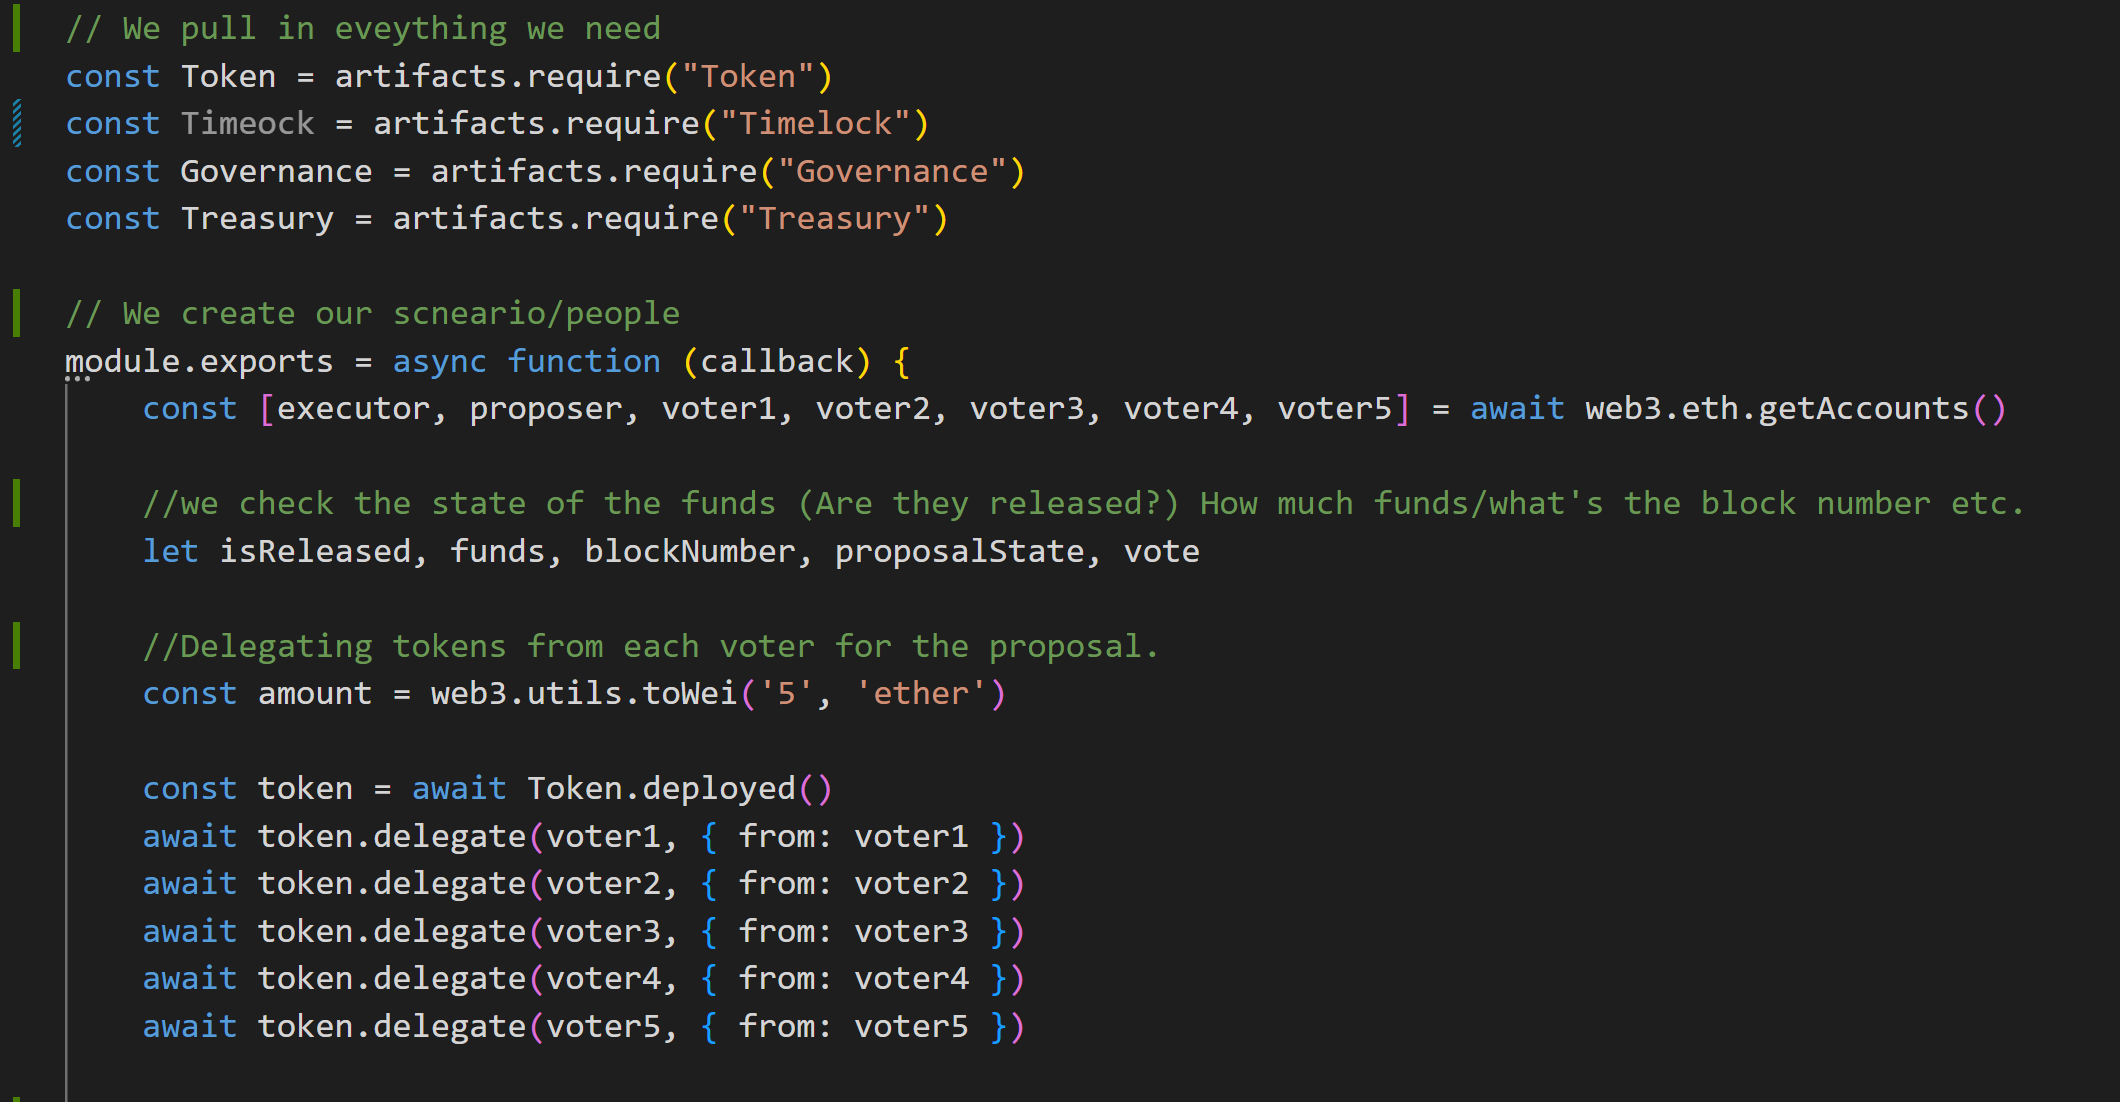 // We pull in eveything we need
const Token = artifacts.require("Token")
const Timeock = artifacts.require("Timelock")
const Governance = artifacts.require("Governance")
const Treasury = artifacts.require("Treasury")
// We create our scneario/people
module.exports = async function (callback) {
const [executor, proposer, voter1, voter2, voter3, voter4, voter5] = await web3.eth.getAccounts()
//we check the state of the funds (Are they released?) How much funds/what's the block number etc.
let isReleased, funds, blockNumber, proposalState, vote
//Delegating tokens from each voter for the proposal.
const amount = web3.utils.toWei('5', 'ether')
const token = await Token.deployed()
await token.delegate(voter1, { from: voter1 })
await token.delegate(voter2, { from: voter2 })
await token.delegate(voter3, { from: voter3 })
await token.delegate(voter4, { from: voter4 })
await token.delegate(voter5, { from: voter5 })